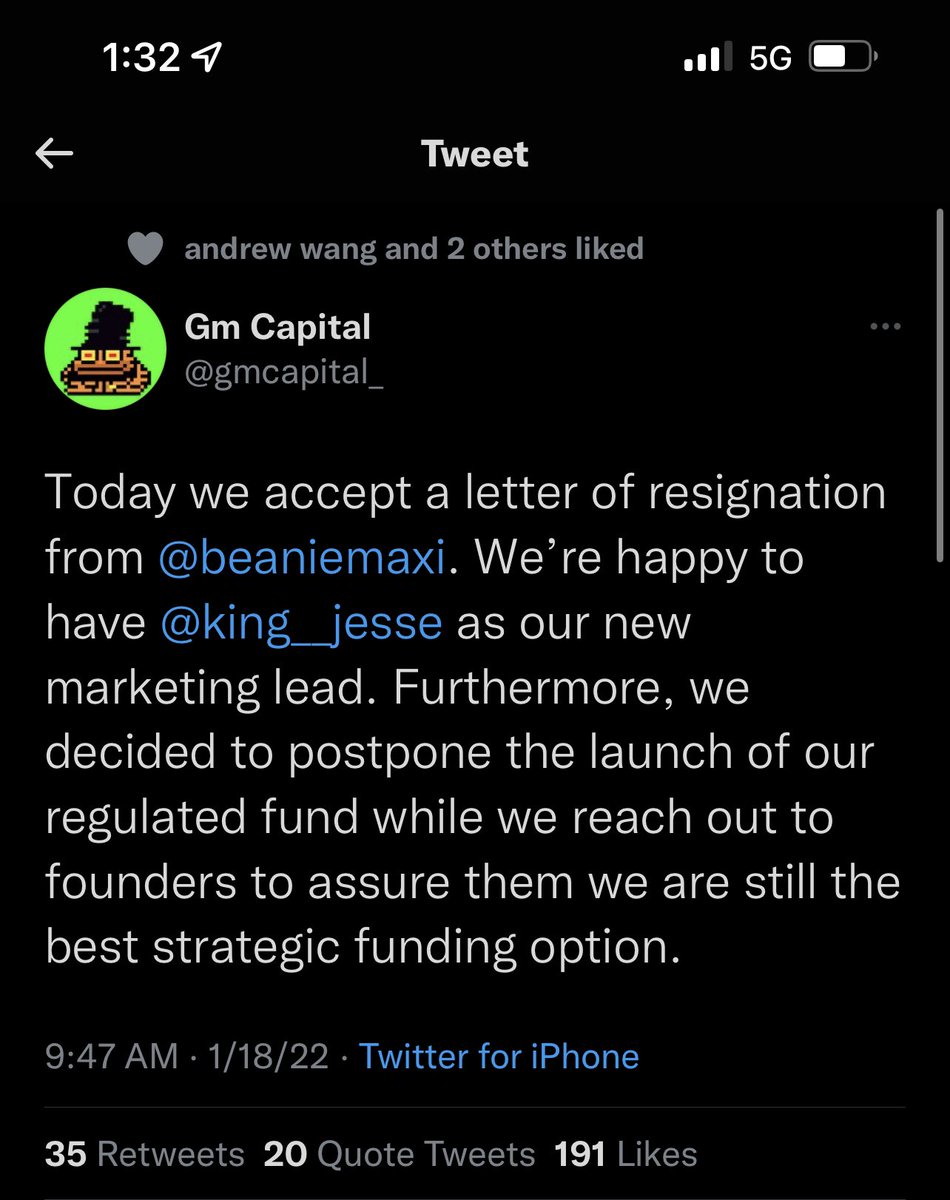 1:32 5G
Tweet
andrew wang and 2 others liked
Gm Capital
@gmcapital_
Today we accept a letter of resignation
from @beaniemaxi. We’re happy to
have @king__jesse as our new
marketing lead. Furthermore, we
decided to postpone the launch of our
regulated fund while we reach out to
founders to assure them we are still the
best strategic funding option.
9:47 AM · 1/18/22 · Twitter for iPhone
35 Retweets 20 Quote Tweets 191 Likes